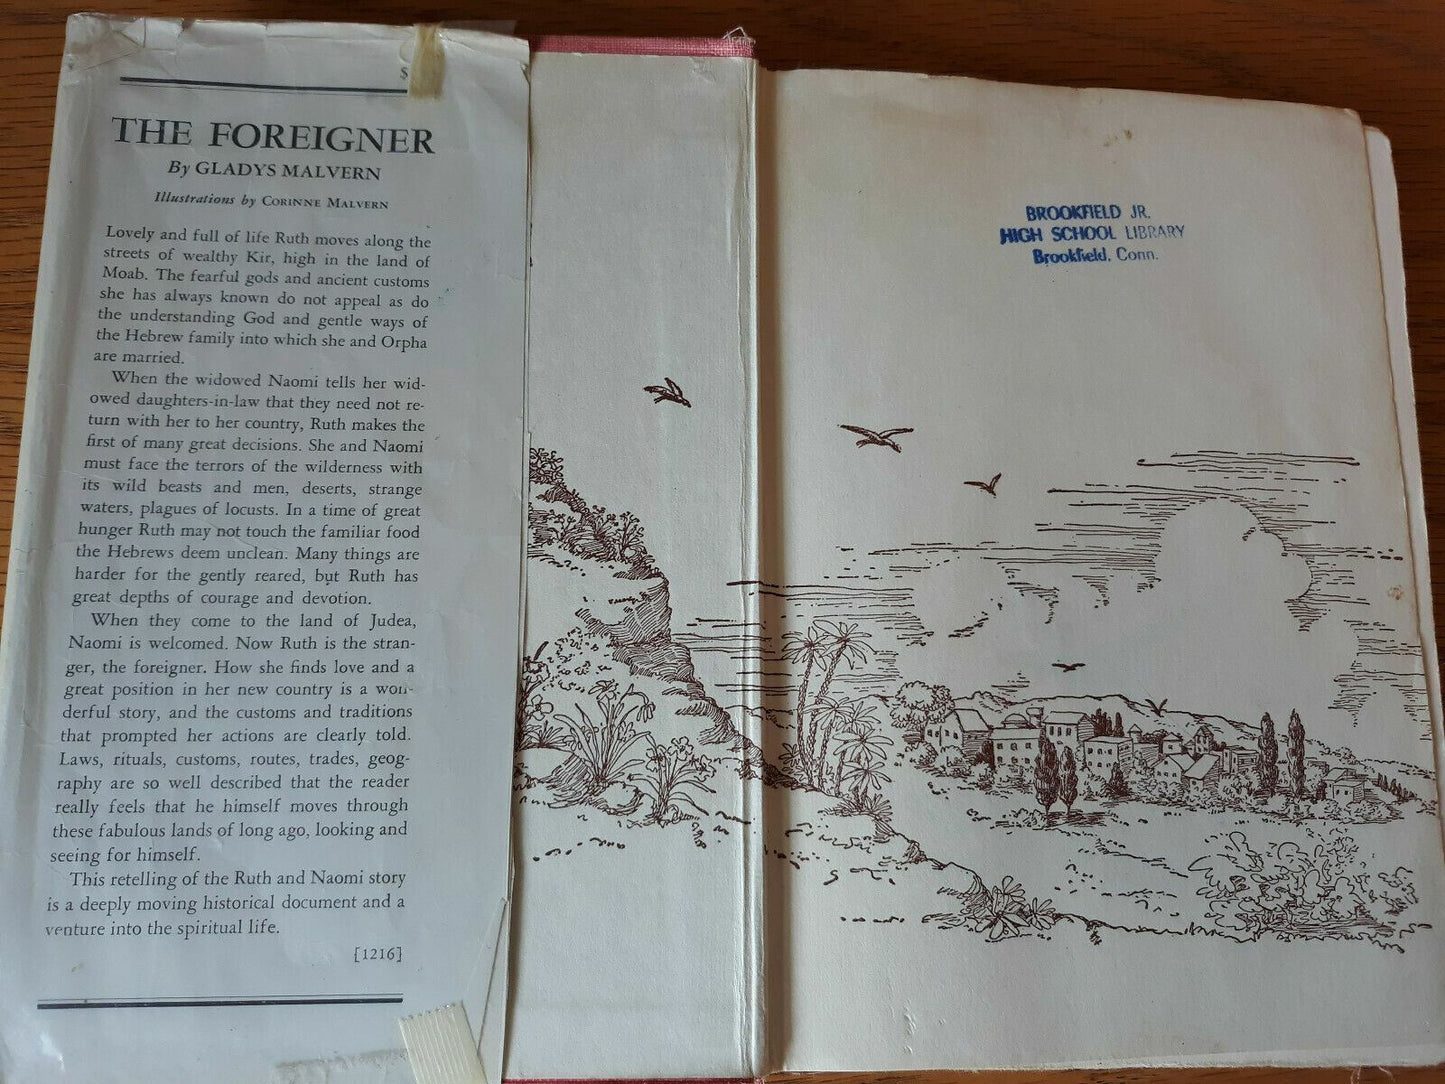 $
THE FOREIGNER
By GLADYS MALVERN
Illustrations by CORINNE MALVERN
Lovely and full of life Ruth moves along the
streets of wealthy Kir, high in the land of
Moab. The fearful gods and ancient customs
she has always known do not appeal as do
the understanding God and gentle ways of
the Hebrew family into which she and Orpha
are married.
When the widowed Naomi tells her wid-
owed daughters-in-law that they need not re-
turn with her to her country, Ruth makes the
first of many great decisions. She and Naomi
must face the terrors of the wilderness with
its wild beasts and men, deserts, strange
waters, plagues of locusts. In a time of great
hunger Ruth may not touch the familiar food
the Hebrews deem unclean. Many things are
harder for the gently reared, but Ruth has
great depths of courage and devotion.
When they come to the land of Judea,
Naomi is welcomed. Now Ruth is the stran-
ger, the foreigner. How she finds love and a
great position in her new country is a won-
derful story, and the customs and traditions
that prompted her actions are clearly told.
Laws, rituals, customs, routes, trades, geog-
raphy are so well described that the reader
really feels that he himself moves through
these fabulous lands of long ago, looking and
seeing for himself.
This retelling of the Ruth and Naomi story
is a deeply moving historical document and a
venture into the spiritual life.
[1216]
BROOKFIELD JR.
HIGH SCHOOL LIBRARY
Brookfield, Conn.